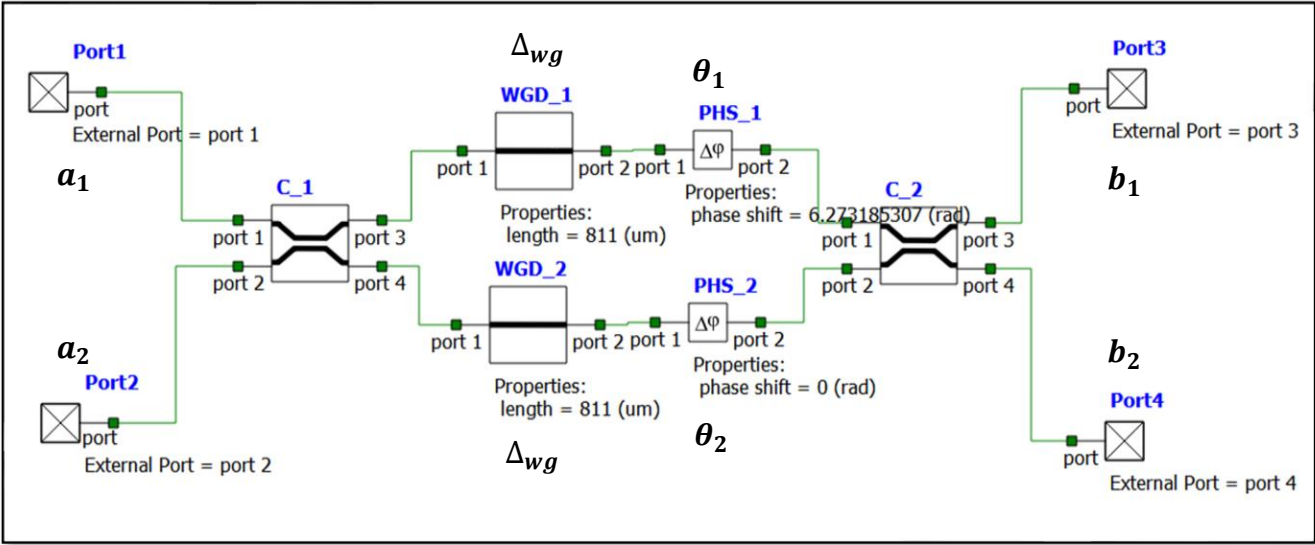 Δwg
Port1
θ1
Port3
WGD_1
PHS_1
port
External Port = port 1
port
External Port = port 3
Δφ
port 1
port 2
port 1
port 2
a1
b1
C_1
Properties:
length = 811 (um)
Properties:
phase shift = 6.273185307 (rad)
C_2
port 1
port 3
port 1
port 3
port 2
port 4
port 2
port 4
WGD_2
PHS_2
Δφ
port 1
port 2
port 1
port 2
a2
b2
Port2
Properties:
length = 811 (um)
Properties:
phase shift = 0 (rad)
Port4
port
External Port = port 2
Δwg
θ2
port
External Port = port 4